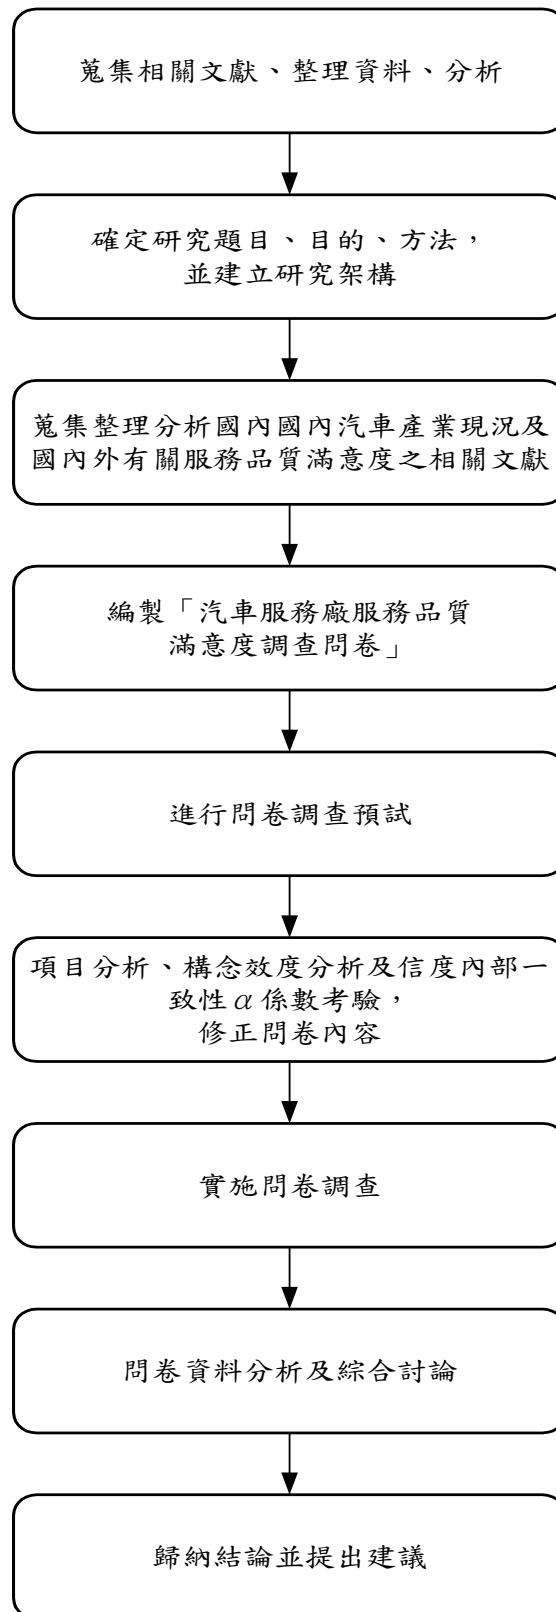 蒐集相關文獻、整理資料、分析
確定研究題目、目的、方法，
並建立研究架構
蒐集整理分析國內國內汽車產業現況及
國內外有關服務品質滿意度之相關文獻
編製「汽車服務廠服務品質
滿意度調查問卷」
進行問卷調查預試
項目分析、構念效度分析及信度內部一
致性α係數考驗，
修正問卷內容
實施問卷調查
問卷資料分析及綜合討論
歸納結論並提出建議